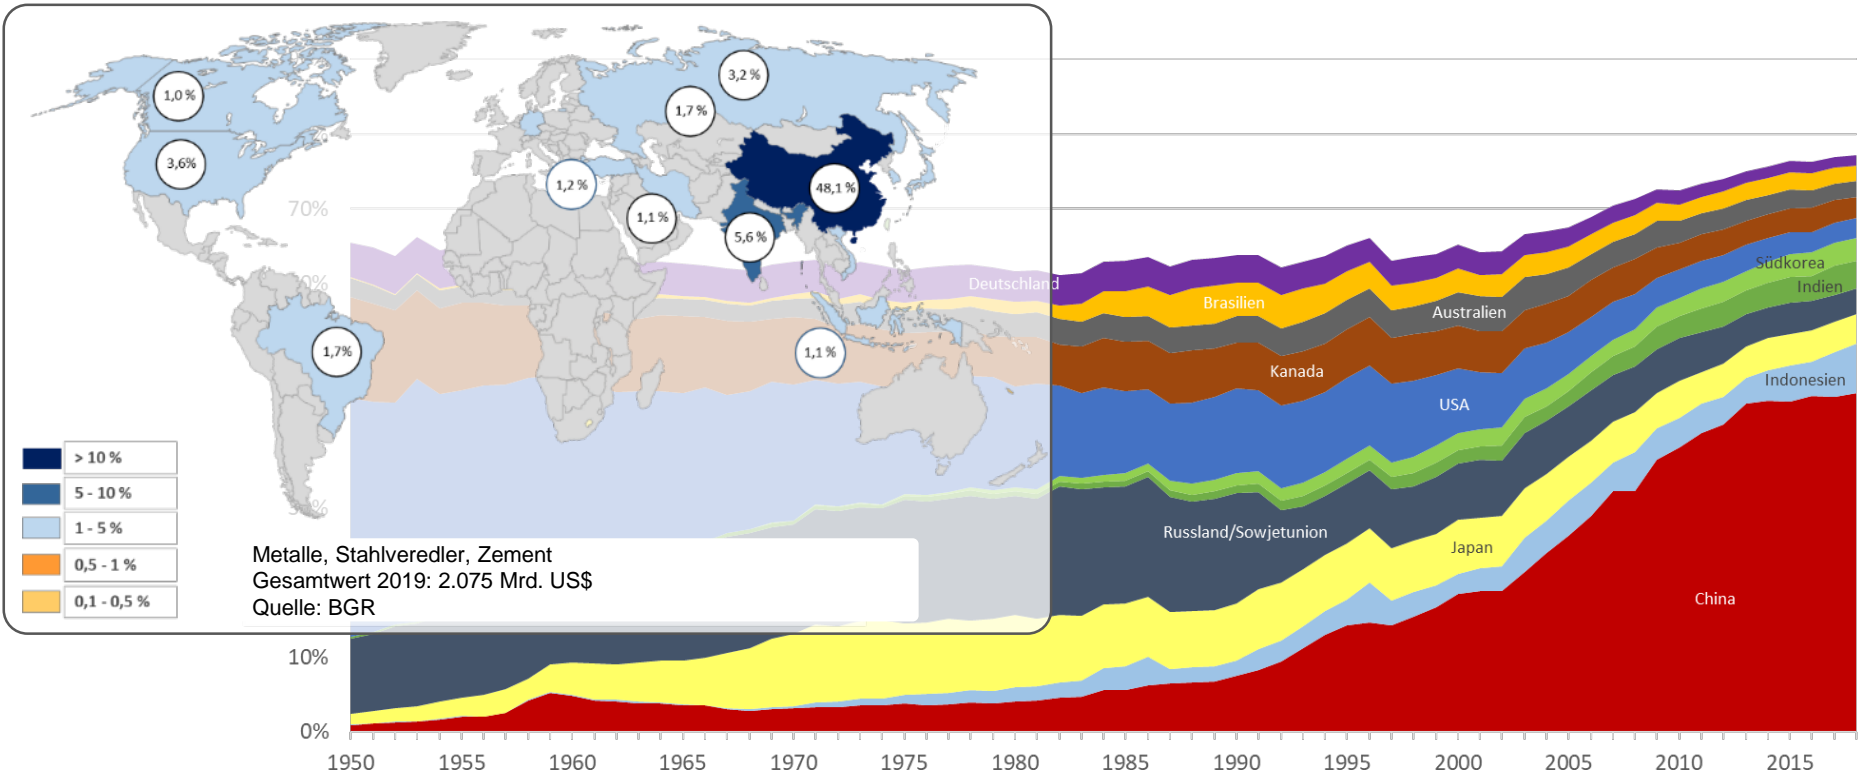 3,2 %
1,0 %
1,7%
3,6%
1,2 %
48,1 %
1,1 %
5,6 %
1,7%
1,1 %
> 10 %
5 - 10 %
1 - 5 %
0,5 - 1 %
0,1 - 0,5 %
Metalle, Stahlveredler, Zement
Gesamtwert 2019: 2.075 Mrd. US$
Quelle: BGR
70%
10%
0%
Deutschland
Brasilien
Australien
Kanada
USA
Südkorea
Indien
Russland/Sowjetunion
Japan
Indonesien
China
1950 1955 1960 1965 1970 1975 1980 1985 1990 1995 2000 2005 2010 2015